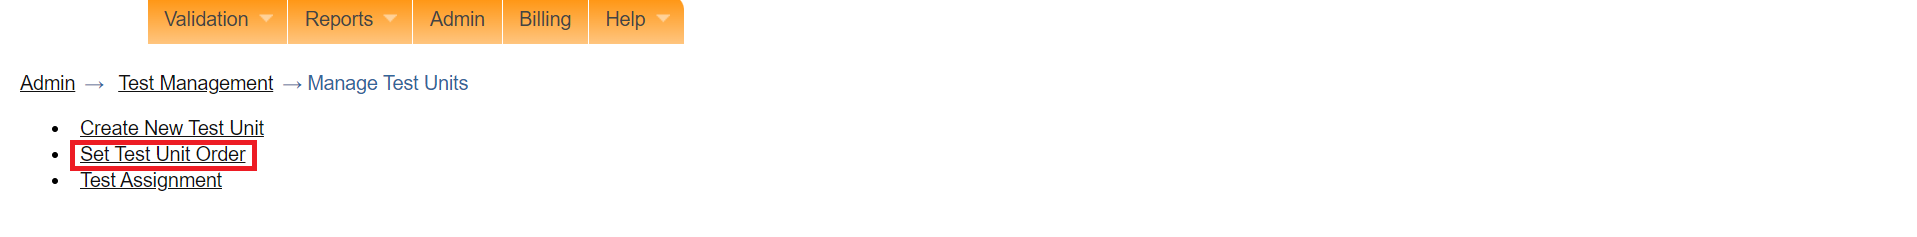 Validation Reports Admin Billing Help
Admin → Test Management → Manage Test Units
• Create New Test Unit
• Set Test Unit Order
• Test Assignment